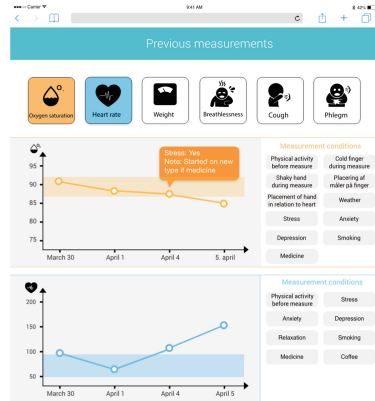 Carrier
9:41 AM
42%
Previous measurements
Oxygen saturation
Heart rate
Weight
Breathlessness
Cough
Phlegm
95
90
85
80
75
March 30
April 1
April 4
5. april
Stress: Yes
Note: Started on new
type if medicine
Measurement conditions
Physical activity
before measure
Cold finger
during measure
Shaky hand
during measure
Placering af
måler på finger
Placement of hand
in relation to heart
Weather
Stress
Anxiety
Depression
Smoking
Medicine
200
150
100
50
March 30
April 1
April 4
April 5
Measurement conditions
Physical activity
before measure
Stress
Anxiety
Depression
Relaxation
Smoking
Medicine
Coffee